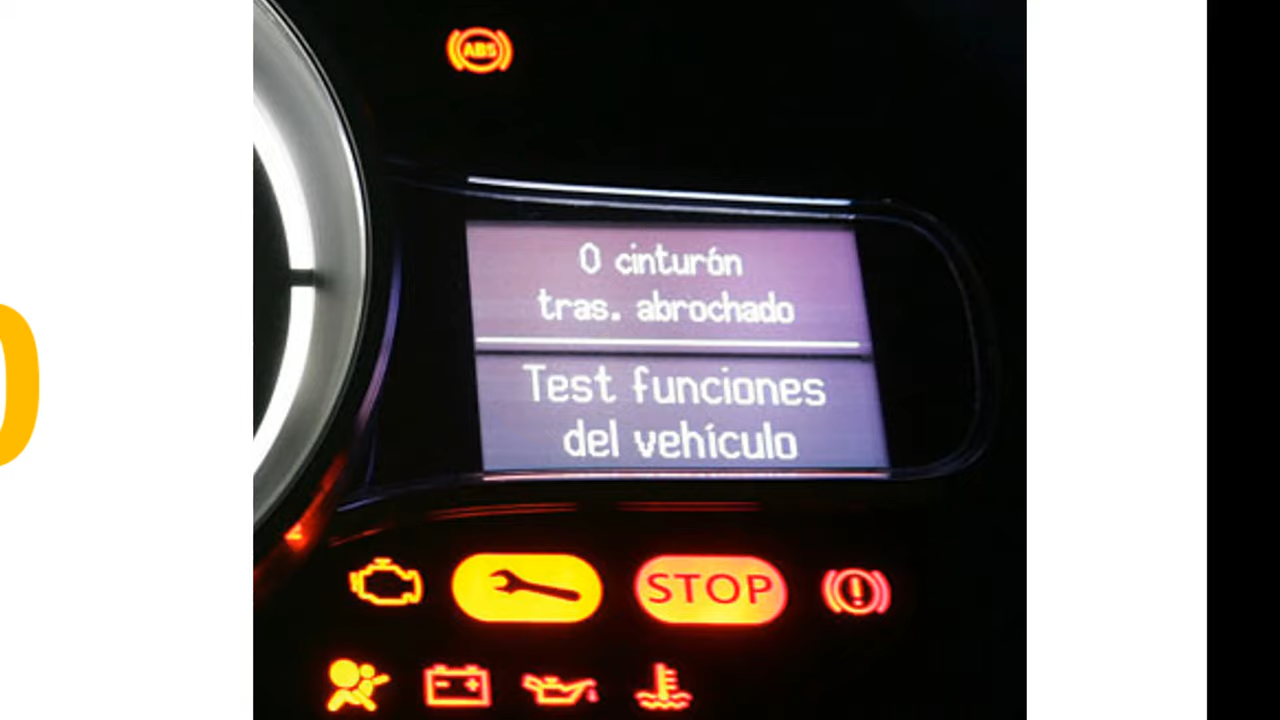 ABS
0 cinturón
tras. abrochado
Test funciones
del vehículo
STOP